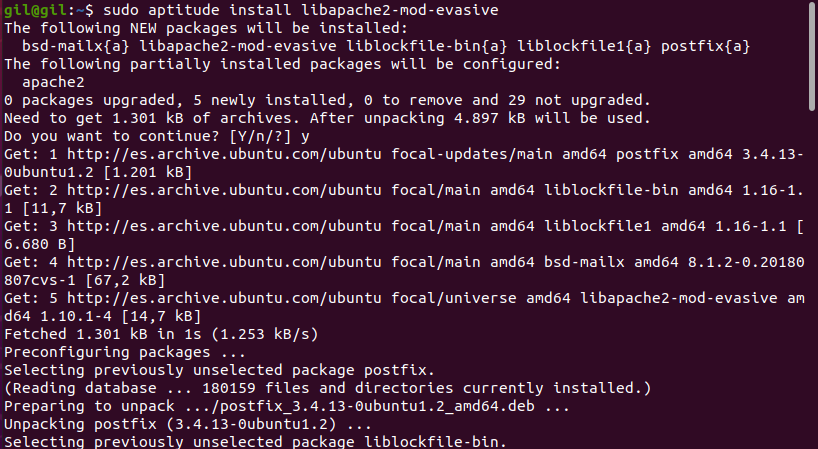 gil@gil:~$ sudo aptitude install libapache2-mod-evasive
The following NEW packages will be installed:
  bsd-mailx{a} libapache2-mod-evasive liblockfile-bin{a} liblockfile1{a} postfix{a}
The following partially installed packages will be configured:
  apache2
0 packages upgraded, 5 newly installed, 0 to remove and 29 not upgraded.
Need to get 1.301 kB of archives. After unpacking 4.897 kB will be used.
Do you want to continue? [Y/n/?] y
Get: 1 http://es.archive.ubuntu.com/ubuntu focal-updates/main amd64 postfix amd64 3.4.13-
0ubuntu1.2 [1.201 kB]
Get: 2 http://es.archive.ubuntu.com/ubuntu focal/main amd64 liblockfile-bin amd64 1.16-1.
1 [11,7 kB]
Get: 3 http://es.archive.ubuntu.com/ubuntu focal/main amd64 liblockfile1 amd64 1.16-1.1 [
6.680 B]
Get: 4 http://es.archive.ubuntu.com/ubuntu focal/main amd64 bsd-mailx amd64 8.1.2-0.20180
807cvs-1 [67,2 kB]
Get: 5 http://es.archive.ubuntu.com/ubuntu focal/universe amd64 libapache2-mod-evasive am
d64 1.10.1-4 [14,7 kB]
Fetched 1.301 kB in 1s (1.253 kB/s)
Preconfiguring packages ...
Selecting previously unselected package postfix.
(Reading database ... 180159 files and directories currently installed.)
Preparing to unpack .../postfix_3.4.13-0ubuntu1.2_amd64.deb ...
Unpacking postfix (3.4.13-0ubuntu1.2) ...
Selecting previously unselected package liblockfile-bin.